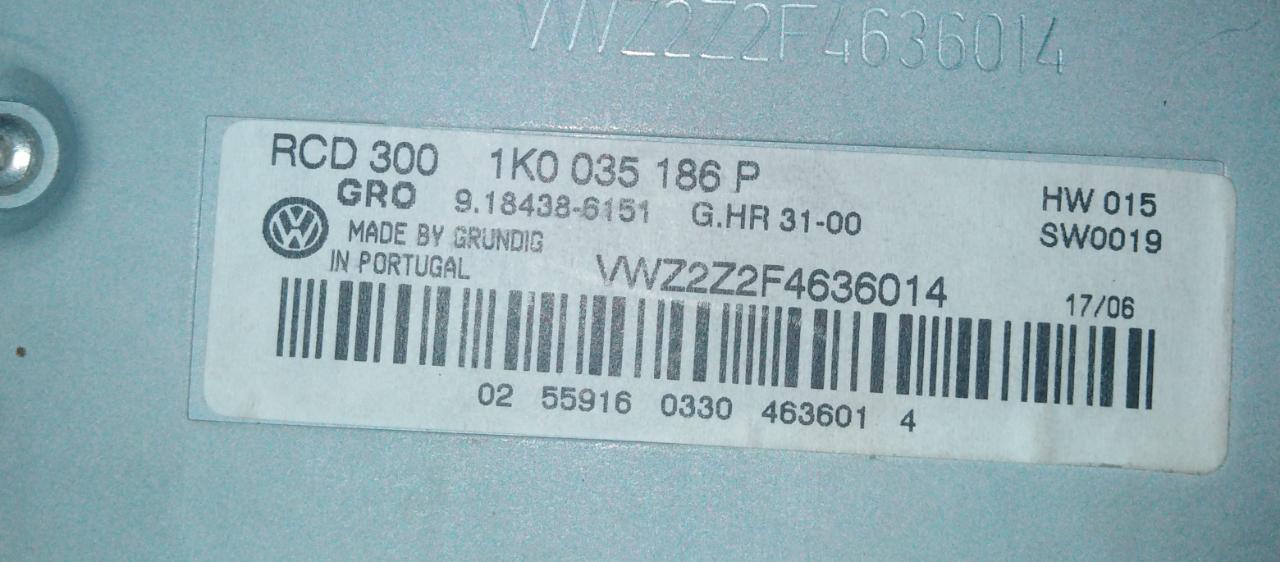 VWZ2Z2F4636014
RCD 300 1K0 035 186 P
GRO 9.18438-6151 G.HR 31-00 HW 015
MADE BY GRUNDIG SW0019
IN PORTUGAL VWZ2Z2F4636014 17/06
02 55916 0330 463601 4